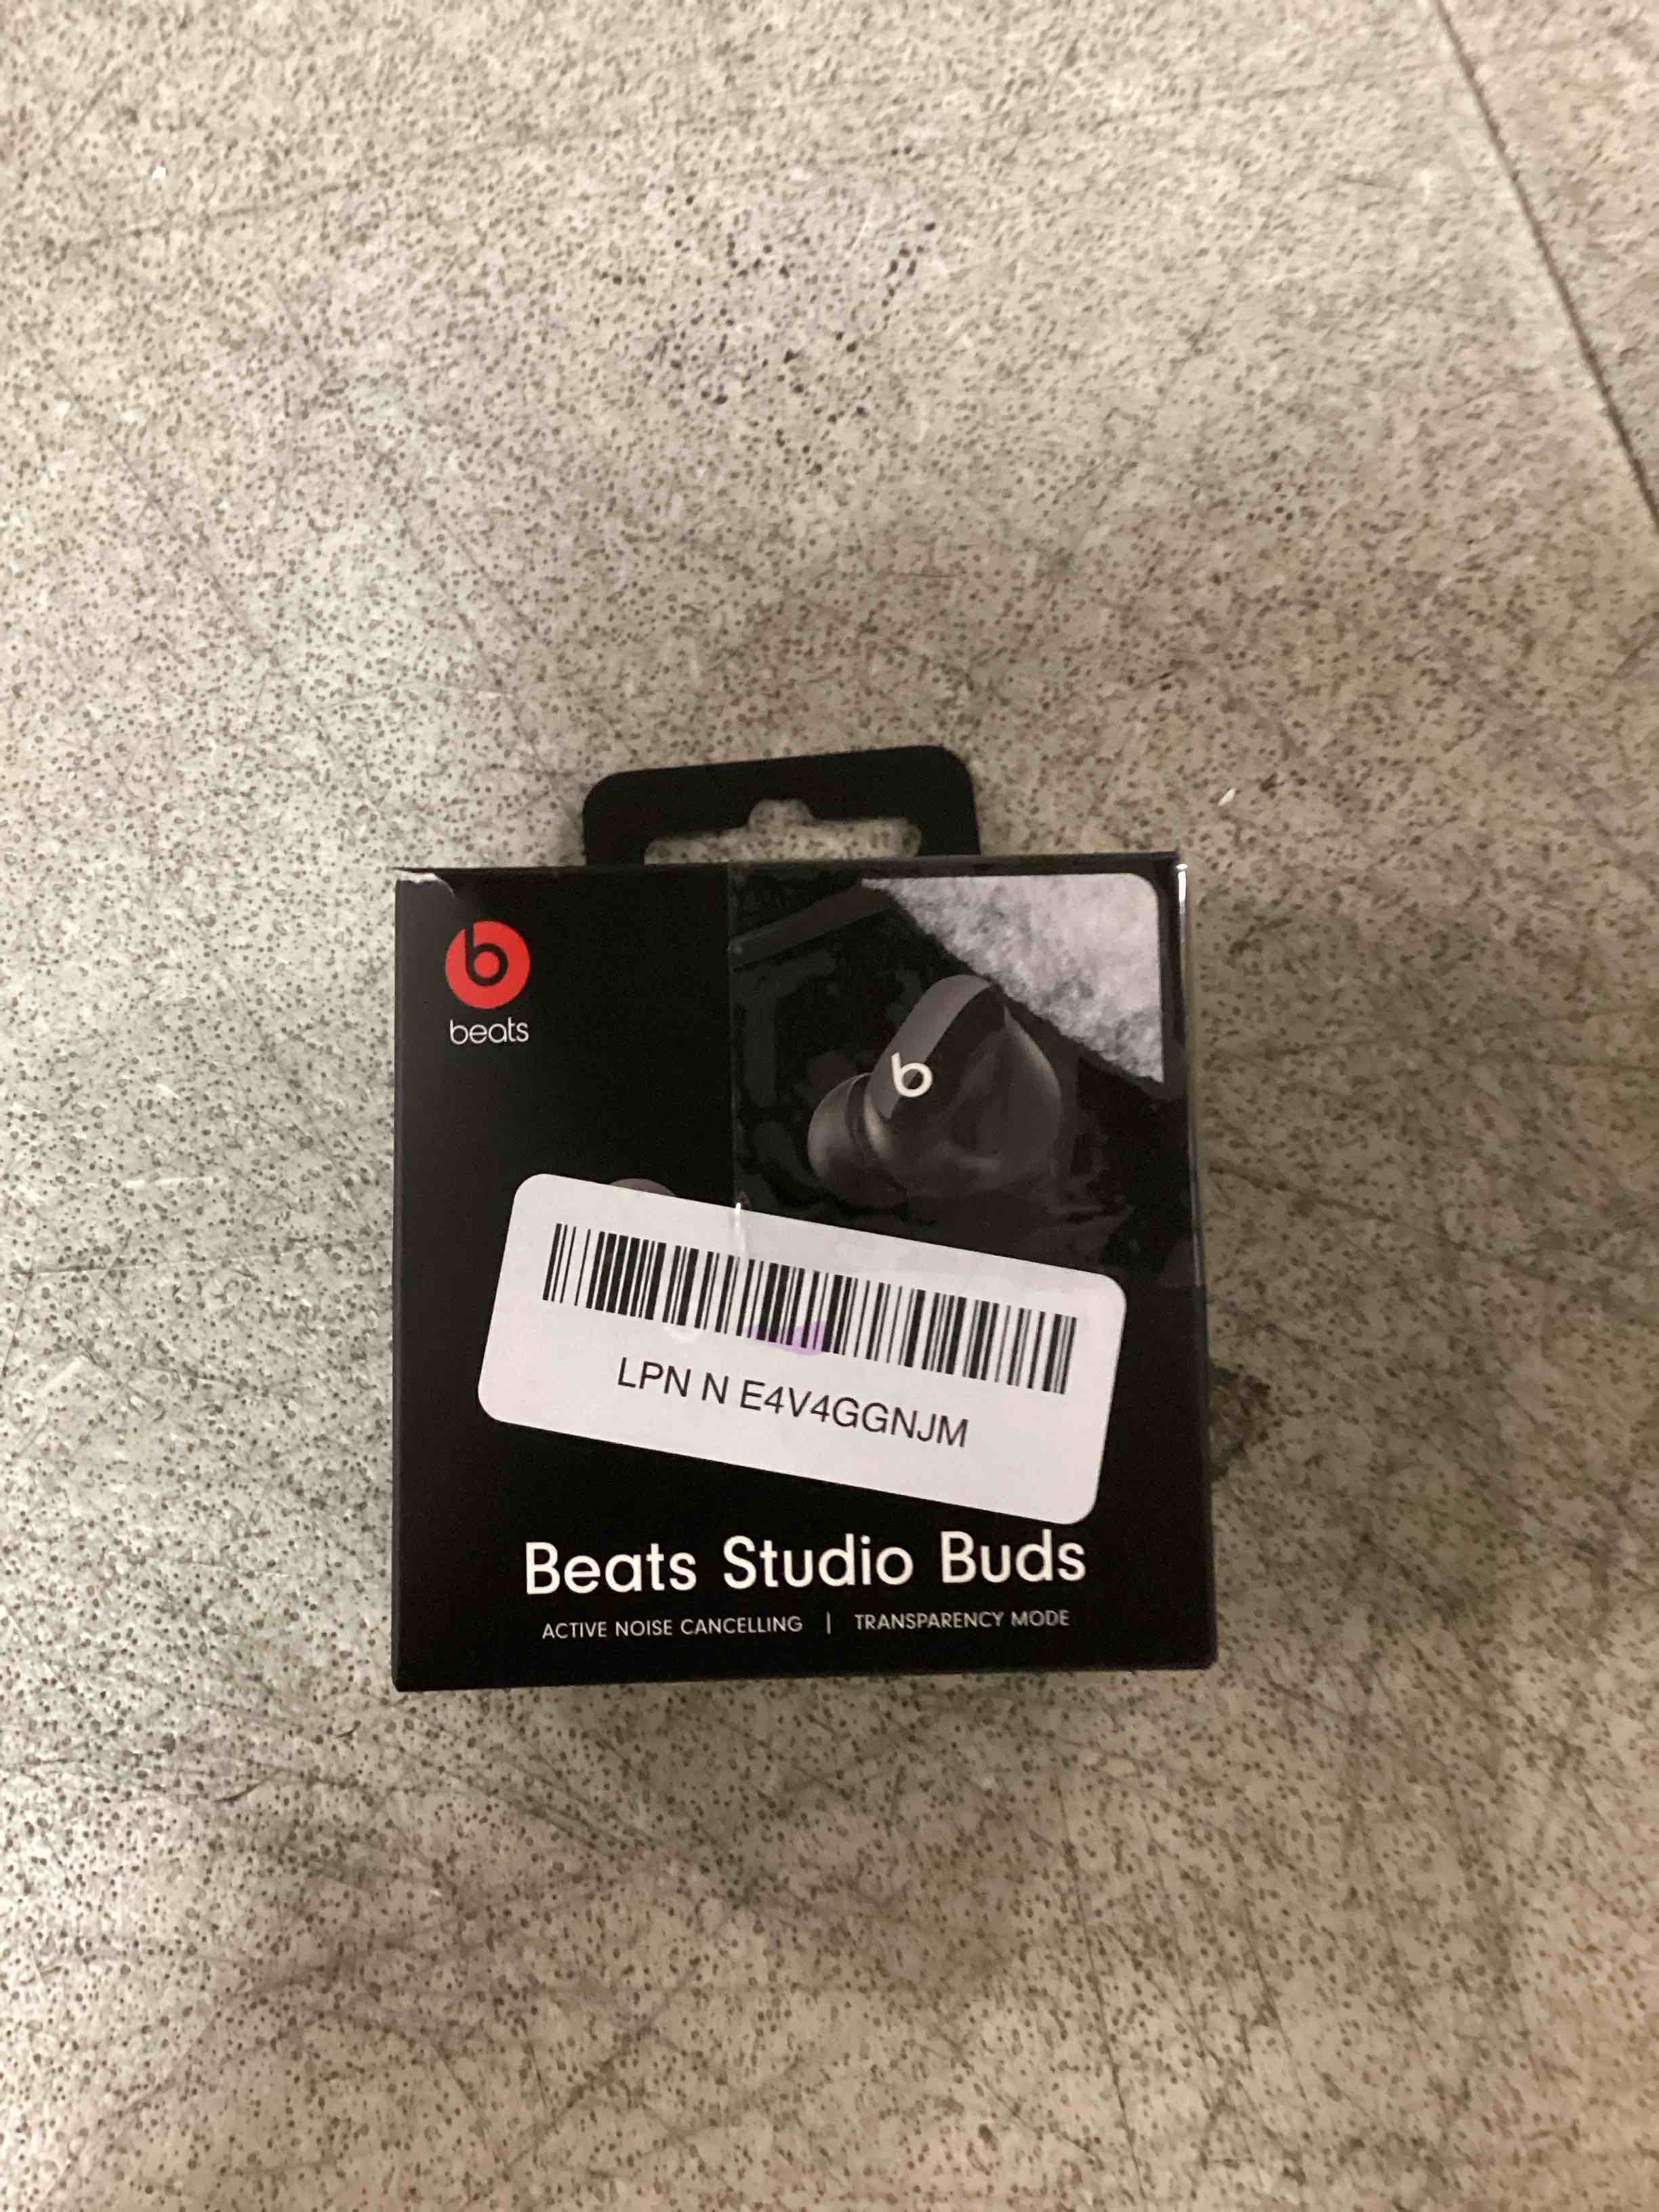 beats
b
LPN N E4V4GGNJM
Beats Studio Buds
ACTIVE NOISE CANCELLING | TRANSPARENCY MODE